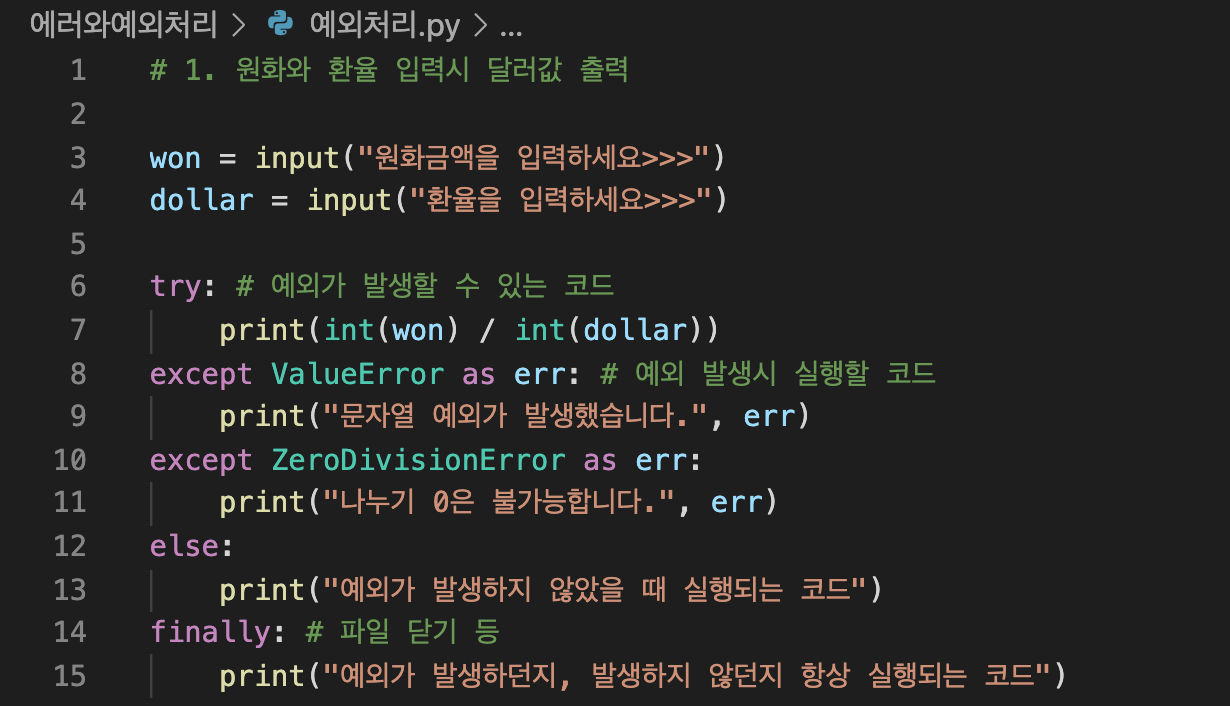 에러와예외처리 > 예외처리.py > ...
1 # 1. 원화와 환율 입력시 달러값 출력
2
3 won = input("원화금액을 입력하세요>>>")
4 dollar = input("환율을 입력하세요>>>")
5
6 try: # 예외가 발생할 수 있는 코드
7     print(int(won) / int(dollar))
8 except ValueError as err: # 예외 발생시 실행할 코드
9     print("문자열 예외가 발생했습니다.", err)
10 except ZeroDivisionError as err:
11     print("나누기 0은 불가능합니다.", err)
12 else:
13     print("예외가 발생하지 않았을 때 실행되는 코드")
14 finally: # 파일 닫기 등
15     print("예외가 발생하던지, 발생하지 않던지 항상 실행되는 코드")